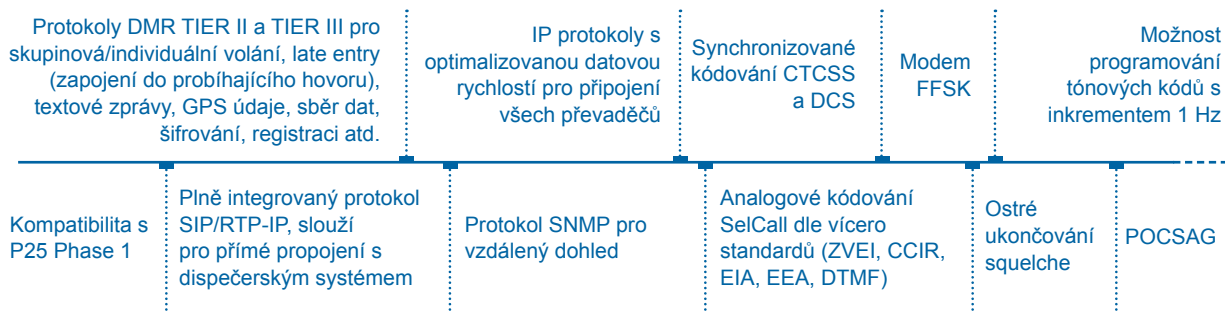 Protokoly DMR TIER II a TIER III pro
skupinová/individuální volání, late entry
(zapojení do probíhajícího hovoru),
textové zprávy, GPS údaje, sběr dat,
šifrování, registraci atd.
IP protokoly s
optimalizovanou datovou
rychlostí pro připojení
všech převaděčů
Synchronizované
kódování CTCSS
a DCS
Modem
FFSK
Možnost
programování
tónových kódů s
inkrementem 1 Hz
Kompatibilita s
P25 Phase 1
Plně integrovaný protokol
SIP/RTP-IP, slouží
pro přímé propojení s
dispečerským systémem
Protokol SNMP pro
vzdálený dohled
Analogové kódování
SelCall dle vícero
standardů (ZVEI, CCIR,
EIA, EEA, DTMF)
Ostré
ukončování
squelche
POCSAG